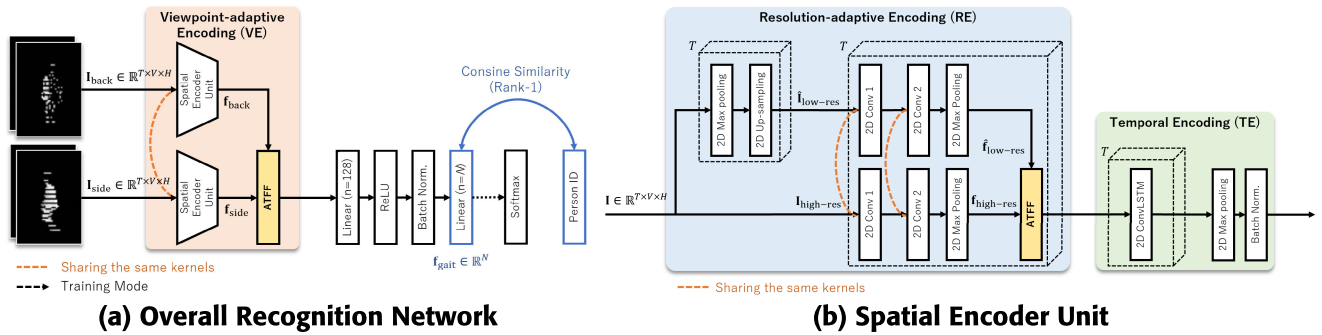 Viewpoint-adaptive
Encoding (VE)
I_back ∈ ℝ^{T×V×H}
Spatial
Encoder
Unit
f_back
I_side ∈ ℝ^{T×V×H}
Spatial
Encoder
Unit
f_side
ATFF
Linear (n=128)
ReLU
Batch Norm.
Linear (n=N)
Softmax
Person ID
Consine Similarity
(Rank-1)
f_gait ∈ ℝ^N
Sharing the same kernels
Training Mode
(a) Overall Recognition Network
Resolution-adaptive Encoding (RE)
T
2D Max pooling
2D Up-sampling
Î_low−res
T
2D Conv 1
2D Conv 2
2D Max Pooling
f̂_low−res
I ∈ ℝ^{T×V×H}
I_high−res
2D Conv 1
2D Conv 2
2D Max Pooling
f_high−res
ATFF
Temporal Encoding (TE)
T
2D ConvLSTM
2D Max pooling
Batch Norm.
Sharing the same kernels
(b) Spatial Encoder Unit